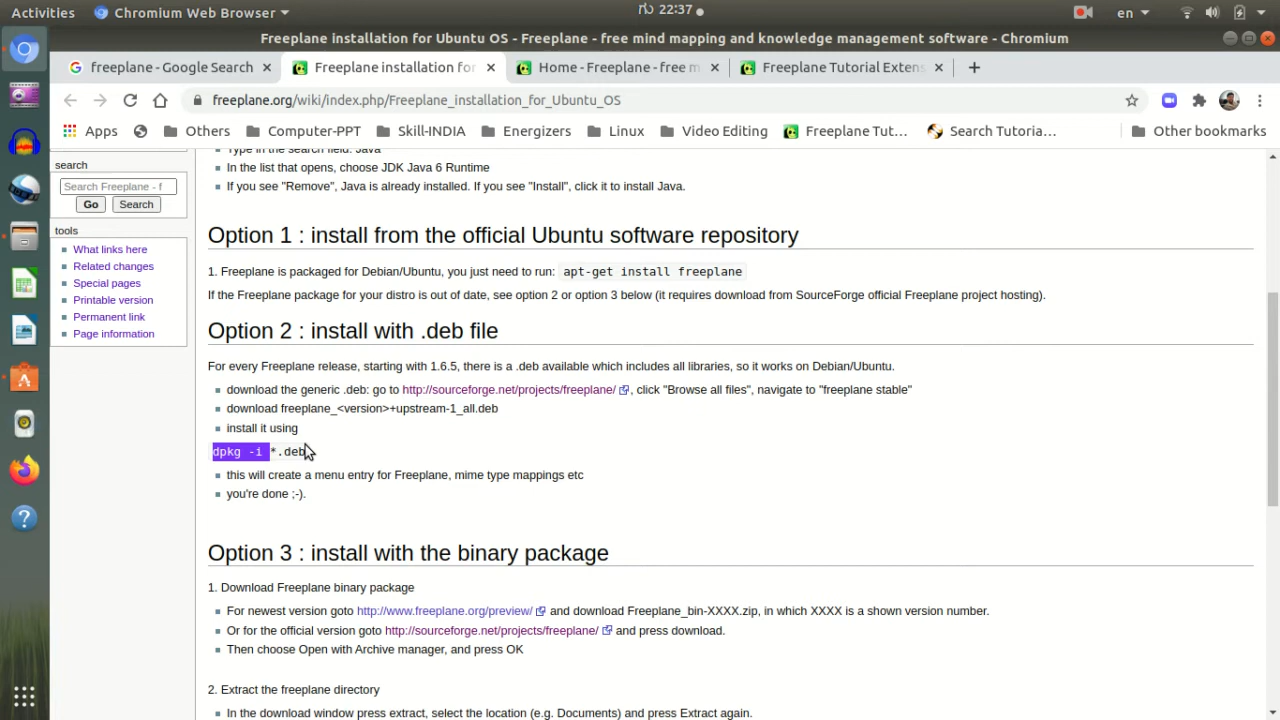 Activities
Chromium Web Browser
22:37
en
Freeplane installation for Ubuntu OS - Freeplane - free mind mapping and knowledge management software - Chromium
freeplane - Google Search
Freeplane installation for
Home - Freeplane - free m
Freeplane Tutorial Extens
freeplane.org/wiki/index.php/Freeplane_installation_for_Ubuntu_OS
Apps
Others
Computer-PPT
Skill-INDIA
Energizers
Linux
Video Editing
Freeplane Tut...
Search Tutoria...
Other bookmarks
search
Search Freeplane - f
Go
Search
tools
What links here
Related changes
Special pages
Printable version
Permanent link
Page information
Type in the search field: Java
In the list that opens, choose JDK Java 6 Runtime
If you see "Remove", Java is already installed. If you see "Install", click it to install Java.
Option 1 : install from the official Ubuntu software repository
1. Freeplane is packaged for Debian/Ubuntu, you just need to run: apt-get install freeplane
If the Freeplane package for your distro is out of date, see option 2 or option 3 below (it requires download from SourceForge official Freeplane project hosting).
Option 2 : install with .deb file
For every Freeplane release, starting with 1.6.5, there is a .deb available which includes all libraries, so it works on Debian/Ubuntu.
download the generic .deb: go to http://sourceforge.net/projects/freeplane/ , click "Browse all files", navigate to "freeplane stable"
download freeplane_<version>+upstream-1_all.deb
install it using
dpkg -i *.deb
this will create a menu entry for Freeplane, mime type mappings etc
you're done ;-).
Option 3 : install with the binary package
1. Download Freeplane binary package
For newest version goto http://www.freeplane.org/preview/ and download Freeplane_bin-XXXX.zip, in which XXXX is a shown version number.
Or for the official version goto http://sourceforge.net/projects/freeplane/ and press download.
Then choose Open with Archive manager, and press OK
2. Extract the freeplane directory
In the download window press extract, select the location (e.g. Documents) and press Extract again.